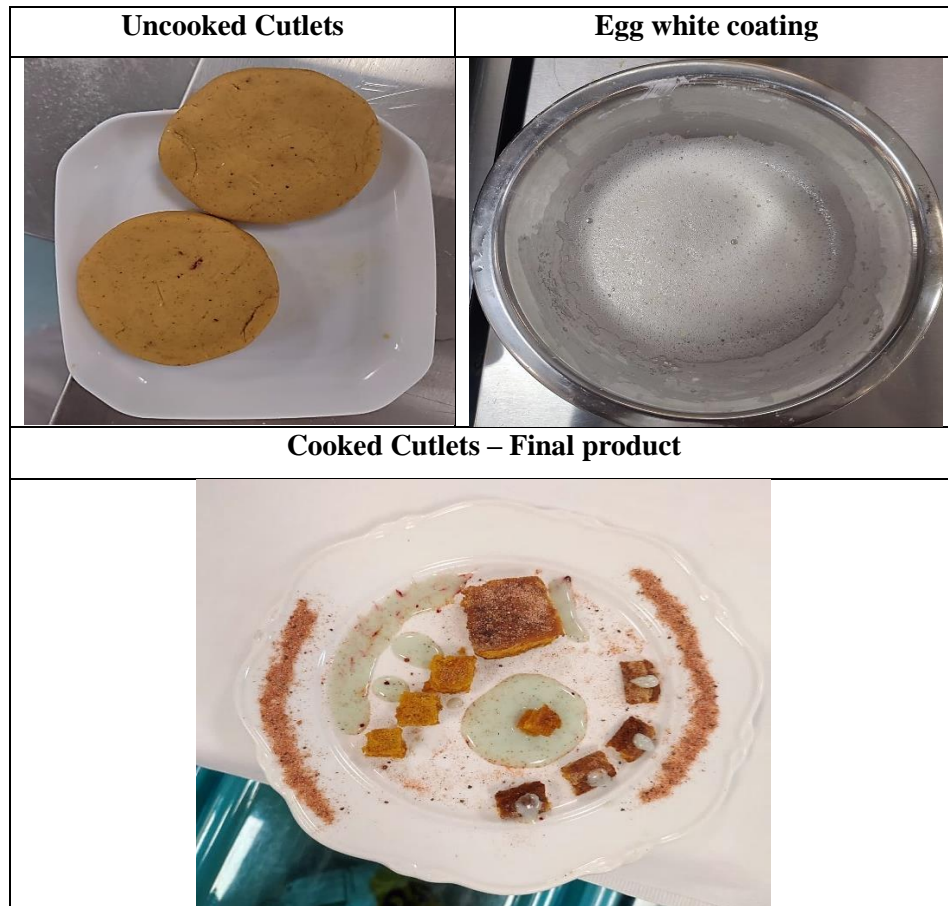 Uncooked Cutlets
Egg white coating
Cooked Cutlets – Final product